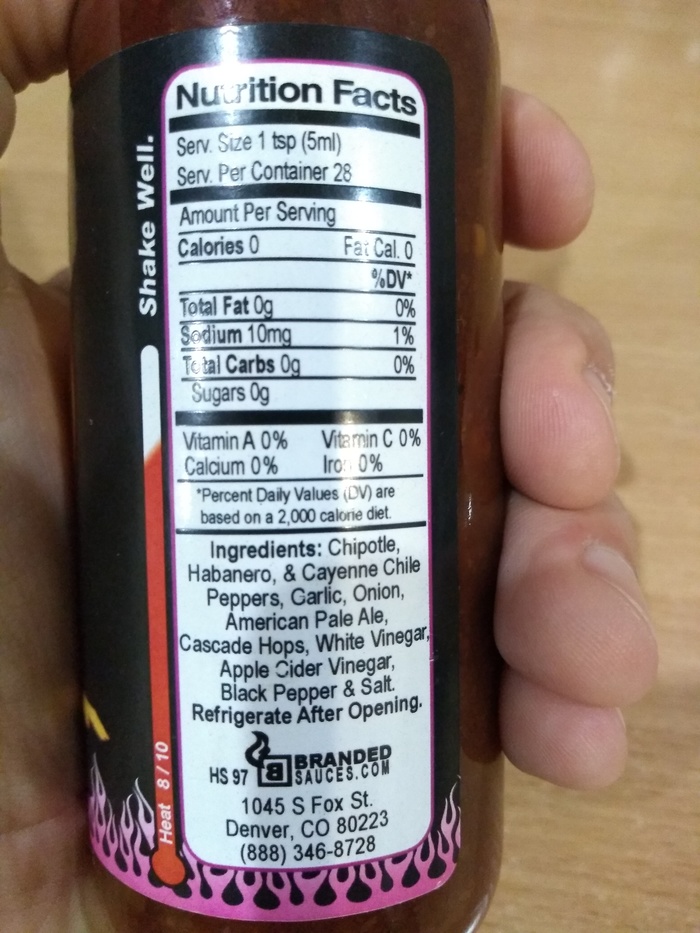 Nutrition Facts
Serv. Size 1 tsp (5ml)
Serv. Per Container 28
Amount Per Serving
Calories 0 Fat Cal. 0
%DV*
Total Fat 0g 0%
Sodium 10mg 1%
Total Carbs 0g 0%
Sugars 0g
Vitamin A 0% Vitamin C 0%
Calcium 0% Iron 0%
*Percent Daily Values (DV) are
based on a 2,000 calorie diet.
Ingredients: Chipotle,
Habanero, & Cayenne Chile
Peppers, Garlic, Onion,
American Pale Ale,
Cascade Hops, White Vinegar,
Apple Cider Vinegar,
Black Pepper & Salt.
Refrigerate After Opening.
HS 97 B BRANDED
SAUCES.COM
1045 S Fox St.
Denver, CO 80223
(888) 346-8728
Shake Well.
Heat 8/10